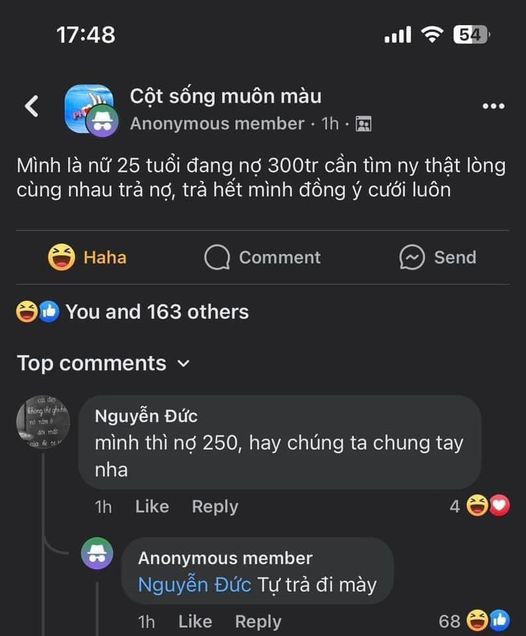 17:48
54
Cột sống muôn màu
Anonymous member · 1h ·
Mình là nữ 25 tuổi đang nợ 300tr cần tìm ny thật lòng
cùng nhau trả nợ, trả hết mình đồng ý cưới luôn
Haha
Comment
Send
You and 163 others
Top comments
Nguyễn Đức
mình thì nợ 250, hay chúng ta chung tay
nha
1h Like Reply 4
Anonymous member
Nguyễn Đức Tự trả đi mày
1h Like Reply 68